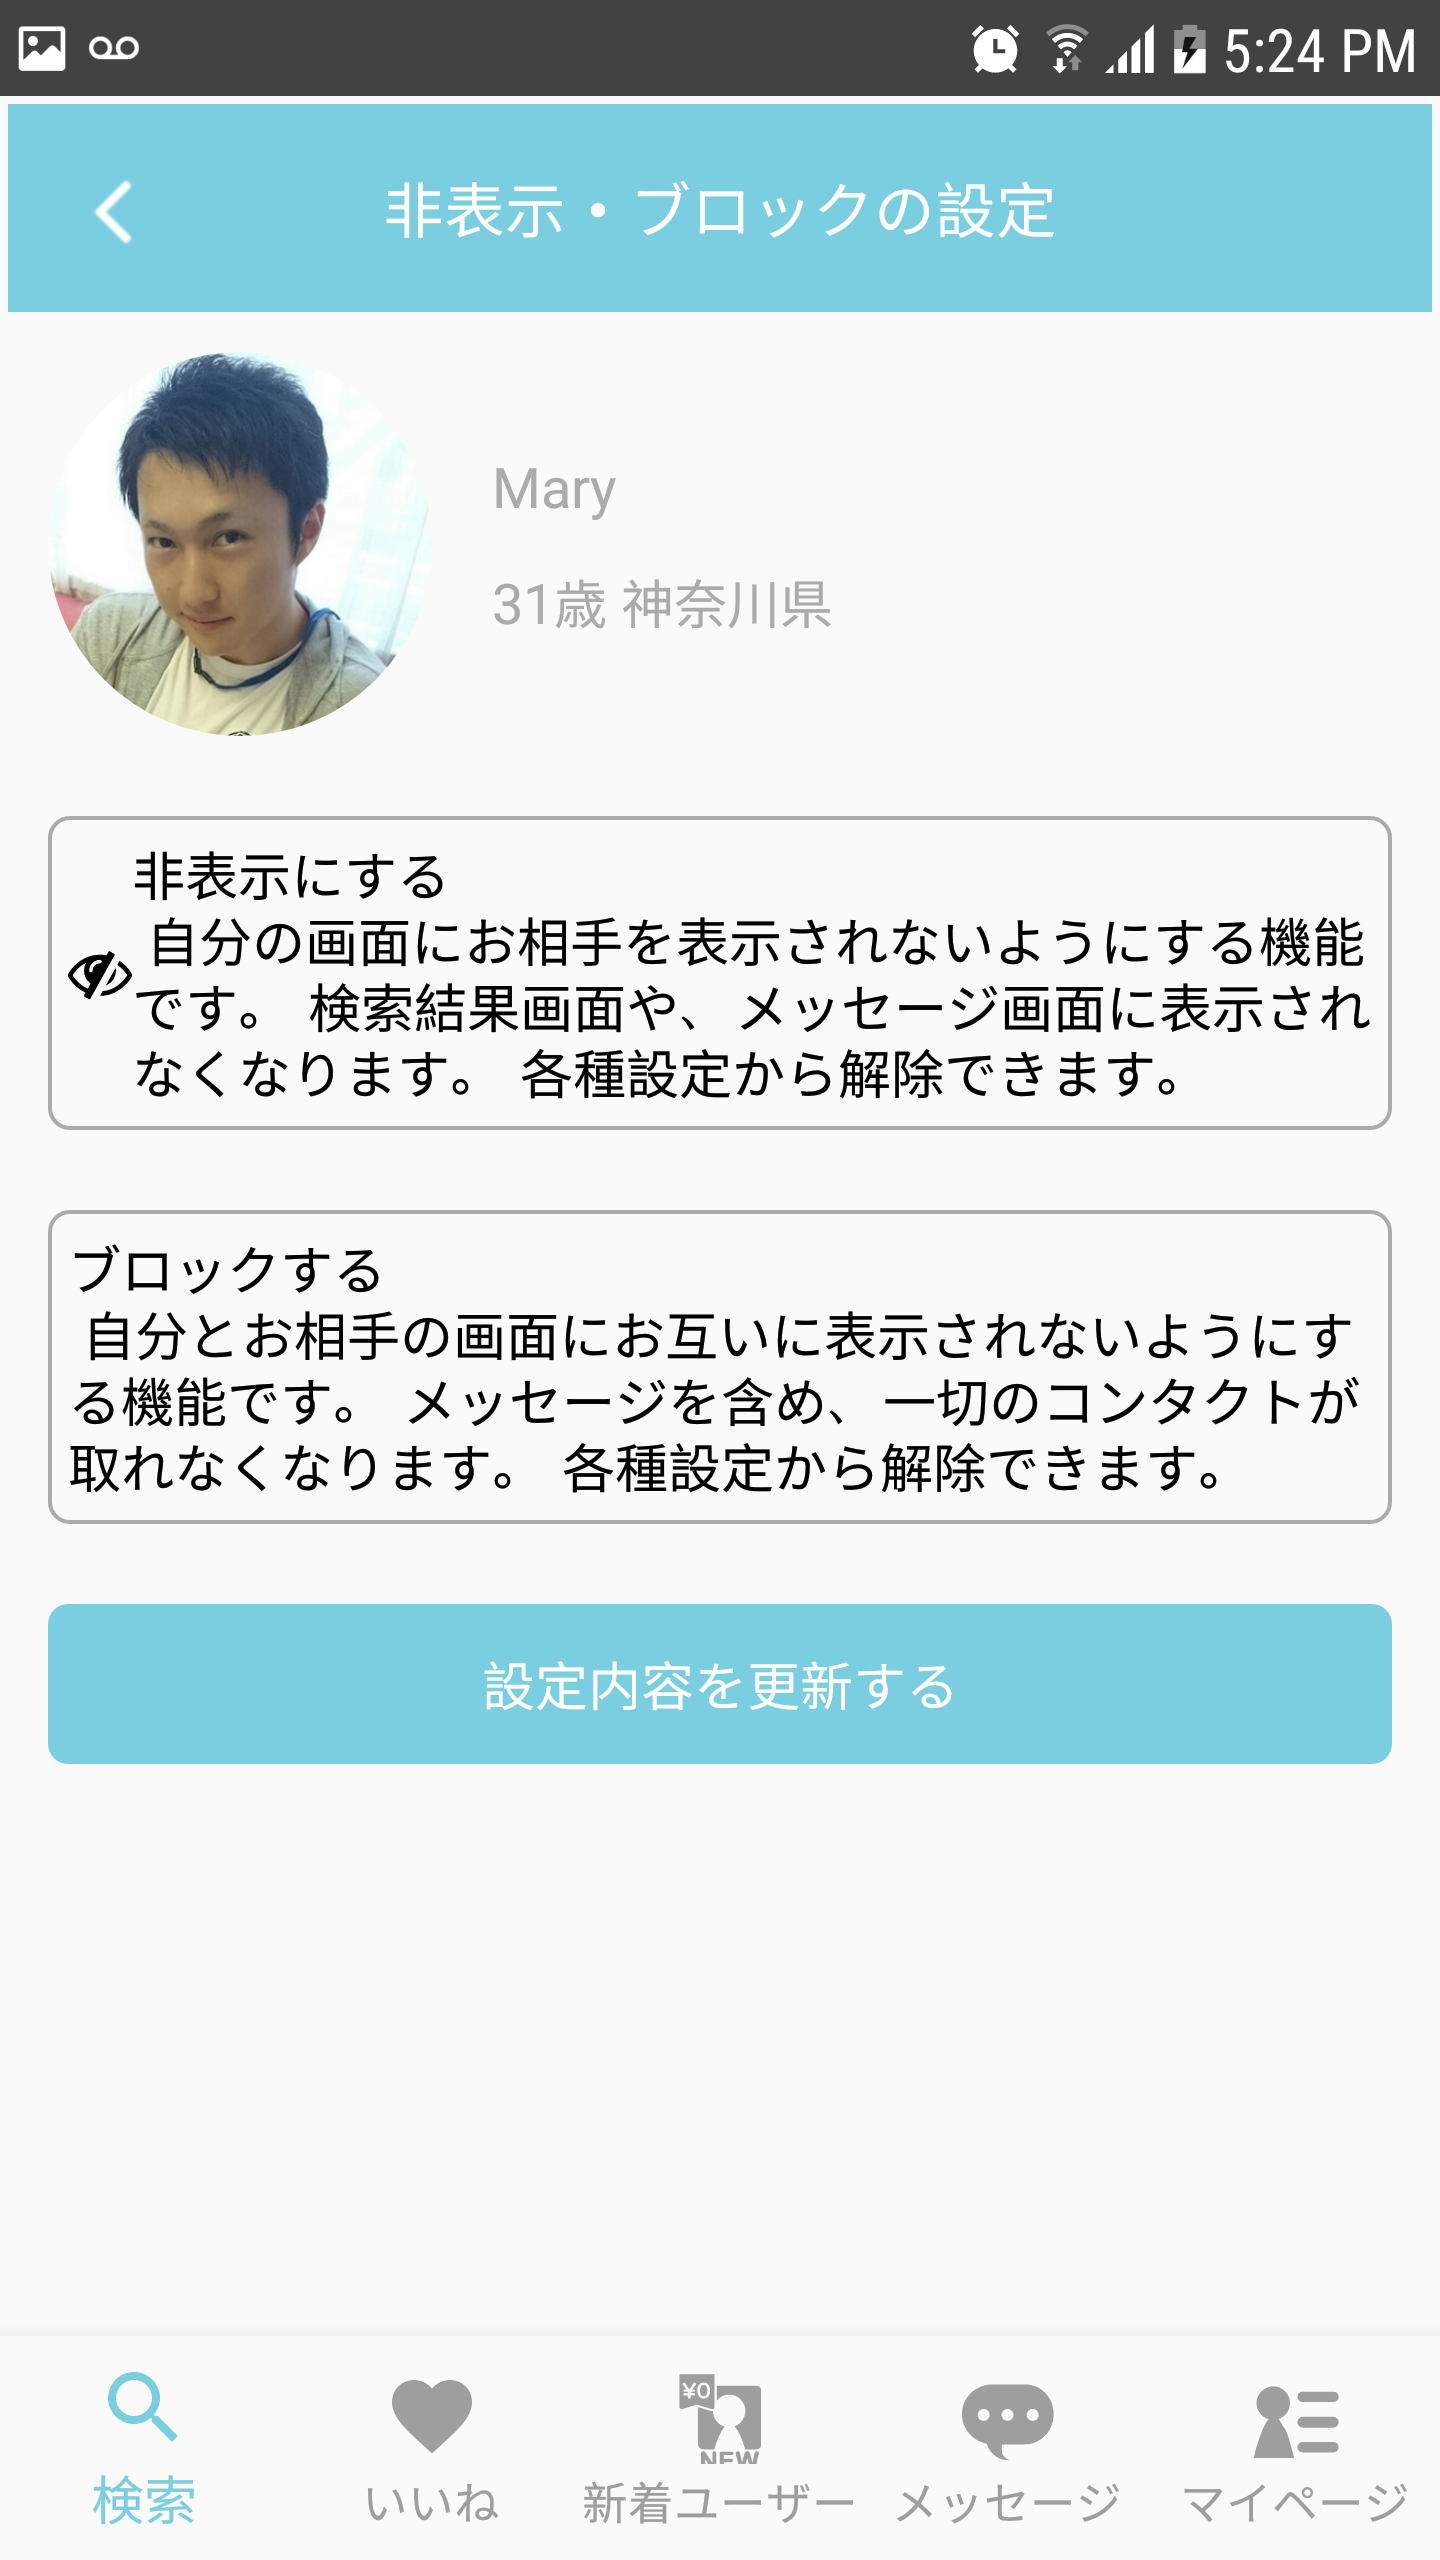 5:24 PM
非表示・ブロックの設定
Mary
31歳 神奈川県
非表示にする
自分の画面にお相手を表示されないようにする機能
です。 検索結果画面や、メッセージ画面に表示され
なくなります。 各種設定から解除できます。
ブロックする
自分とお相手の画面にお互いに表示されないようにす
る機能です。 メッセージを含め、一切のコンタクトが
取れなくなります。 各種設定から解除できます。
設定内容を更新する
¥0
NEW
検索
いいね
新着ユーザー
メッセージ
マイページ